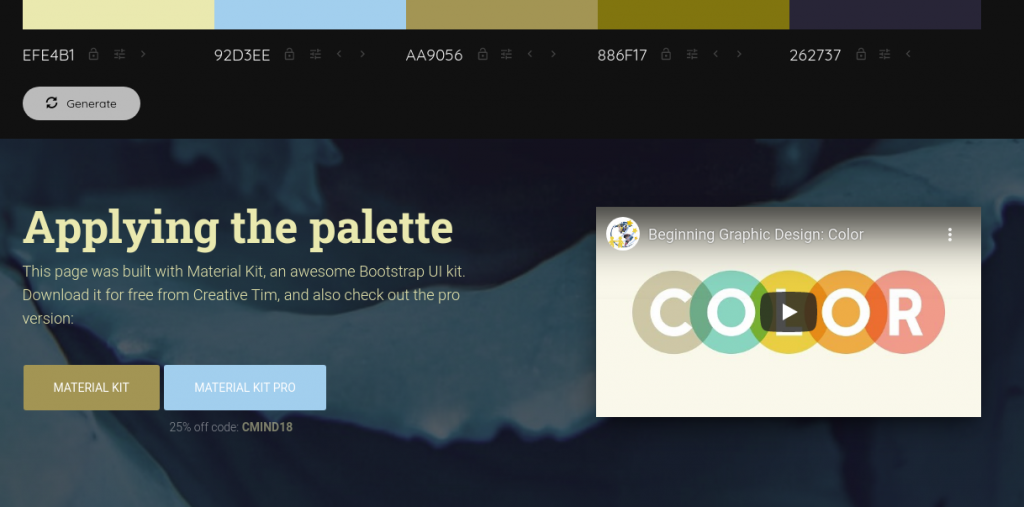 EFE4B1 92D3EE AA9056 886F17 262737
Generate
Applying the palette
This page was built with Material Kit, an awesome Bootstrap UI kit.
Download it for free from Creative Tim, and also check out the pro
version:
MATERIAL KIT MATERIAL KIT PRO
25% off code: CMIND18
Beginning Graphic Design: Color
COLOR